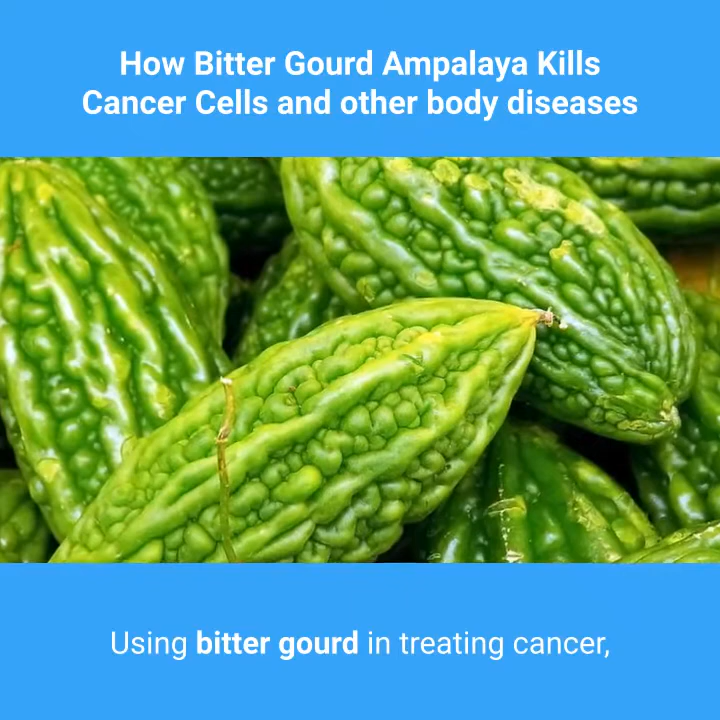 How Bitter Gourd Ampalaya Kills
Cancer Cells and other body diseases
Using bitter gourd in treating cancer,